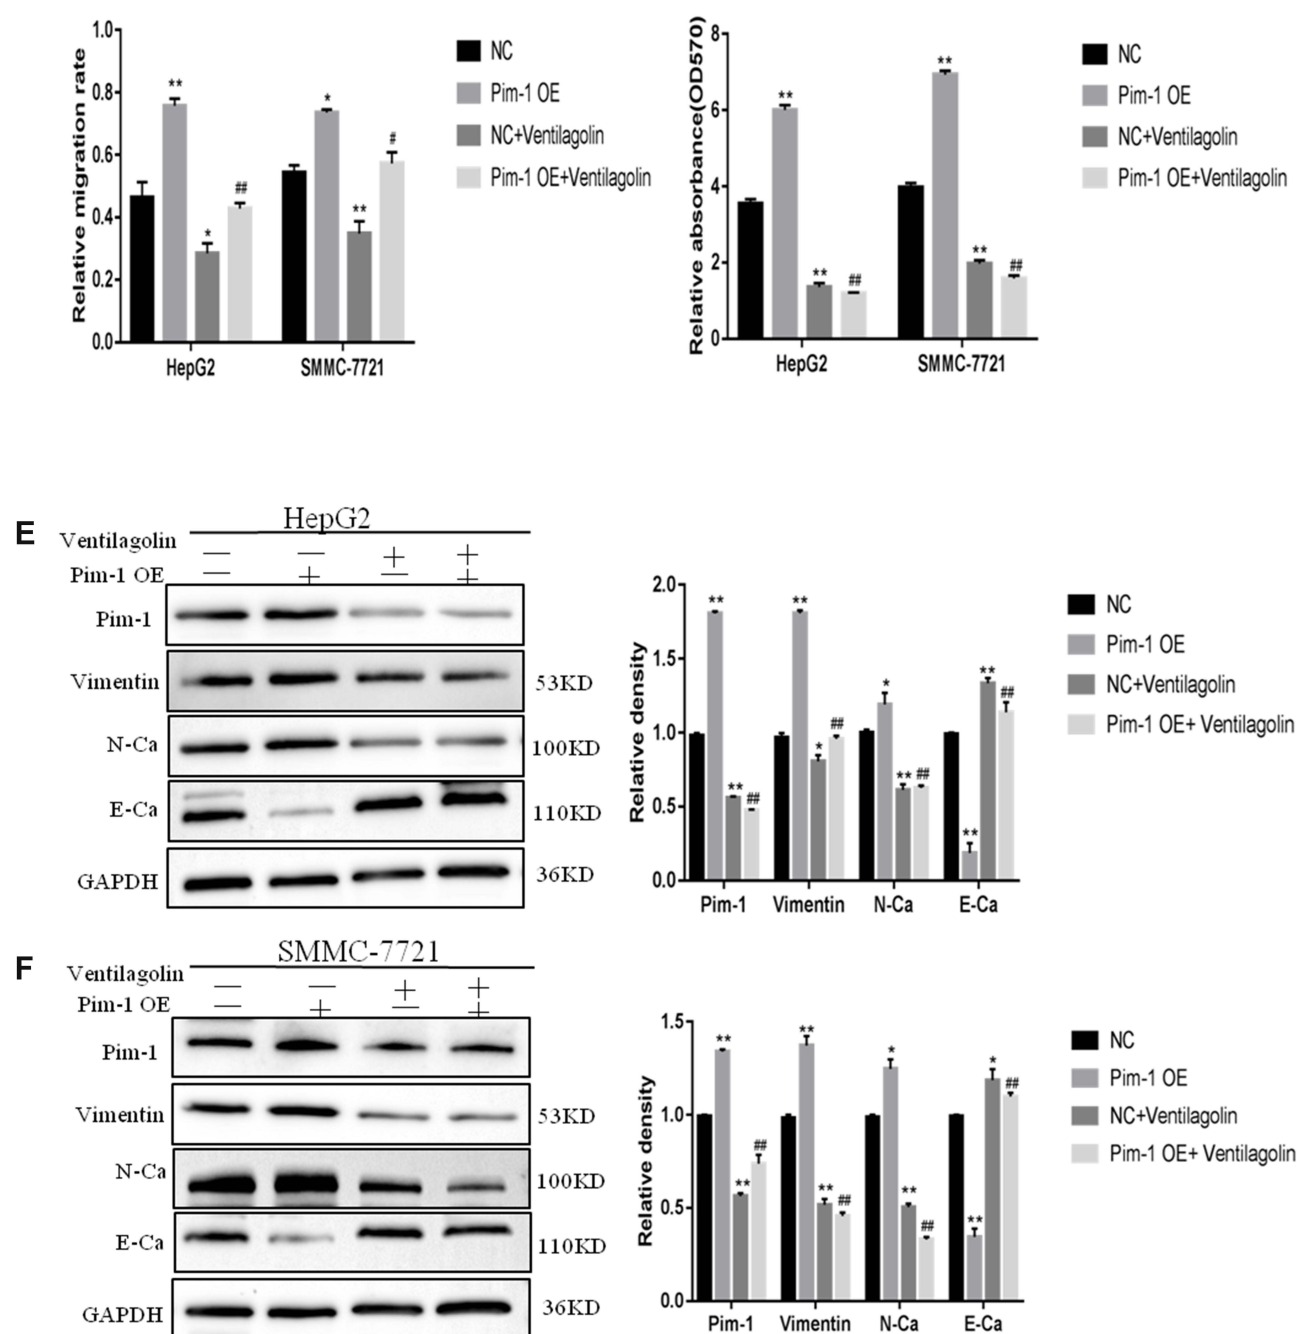 Relative migration rate
1.0
0.8
0.6
0.4
0.2
0.0
**
*
##
*
**
#
HepG2
SMMC-7721
NC
Pim-1 OE
NC+Ventilagolin
Pim-1 OE+Ventilagolin
Relative absorbance(OD570)
8
6
4
2
0
**
**
##
**
**
##
HepG2
SMMC-7721
NC
Pim-1 OE
NC+Ventilagolin
Pim-1 OE+Ventilagolin
E
HepG2
Ventilagolin — — + +
Pim-1 OE — + — +
Pim-1
Vimentin 53KD
N-Ca 100KD
E-Ca 110KD
GAPDH 36KD
Relative density
2.0
1.5
1.0
0.5
0.0
**
**
##
**
*
##
*
**
##
**
**
##
Pim-1
Vimentin
N-Ca
E-Ca
NC
Pim-1 OE
NC+Ventilagolin
Pim-1 OE+ Ventilagolin
F
SMMC-7721
Ventilagolin — — + +
Pim-1 OE — + — +
Pim-1
Vimentin 53KD
N-Ca 100KD
E-Ca 110KD
GAPDH 36KD
Relative density
1.5
1.0
0.5
0.0
**
**
##
**
**
##
*
**
##
**
*
##
Pim-1
Vimentin
N-Ca
E-Ca
NC
Pim-1 OE
NC+Ventilagolin
Pim-1 OE+ Ventilagolin